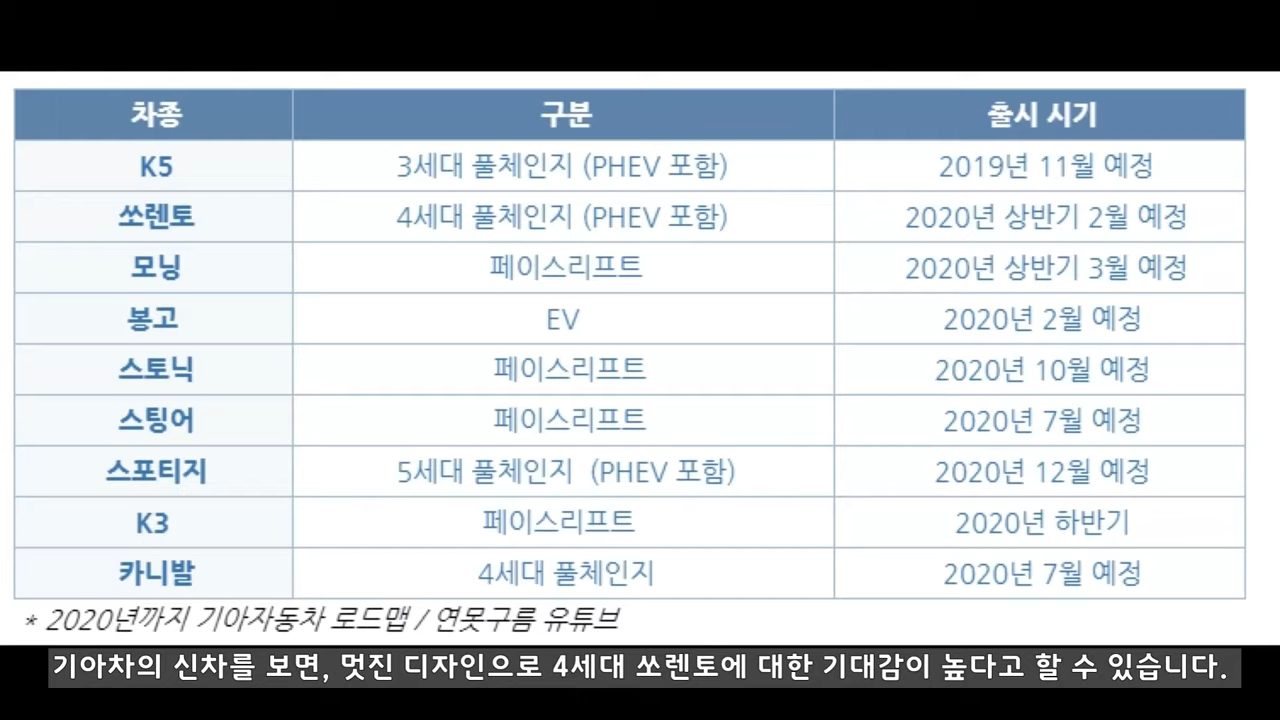 차종 구분 출시 시기
K5 3세대 풀체인지 (PHEV 포함) 2019년 11월 예정
쏘렌토 4세대 풀체인지 (PHEV 포함) 2020년 상반기 2월 예정
모닝 페이스리프트 2020년 상반기 3월 예정
봉고 EV 2020년 2월 예정
스토닉 페이스리프트 2020년 10월 예정
스팅어 페이스리프트 2020년 7월 예정
스포티지 5세대 풀체인지 (PHEV 포함) 2020년 12월 예정
K3 페이스리프트 2020년 하반기
카니발 4세대 풀체인지 2020년 7월 예정
* 2020년까지 기아자동차 로드맵 / 연못구름 유튜브
기아차의 신차를 보면, 멋진 디자인으로 4세대 쏘렌토에 대한 기대감이 높다고 할 수 있습니다.